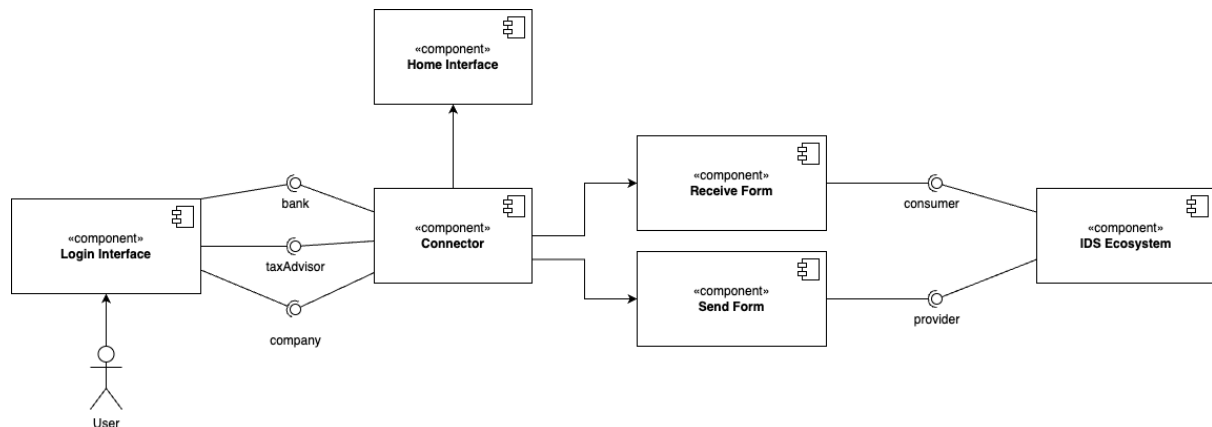 «component»
Home Interface
«component»
Receive Form
bank
consumer
«component»
Login Interface
«component»
Connector
«component»
IDS Ecosystem
taxAdvisor
«component»
Send Form
provider
company
User